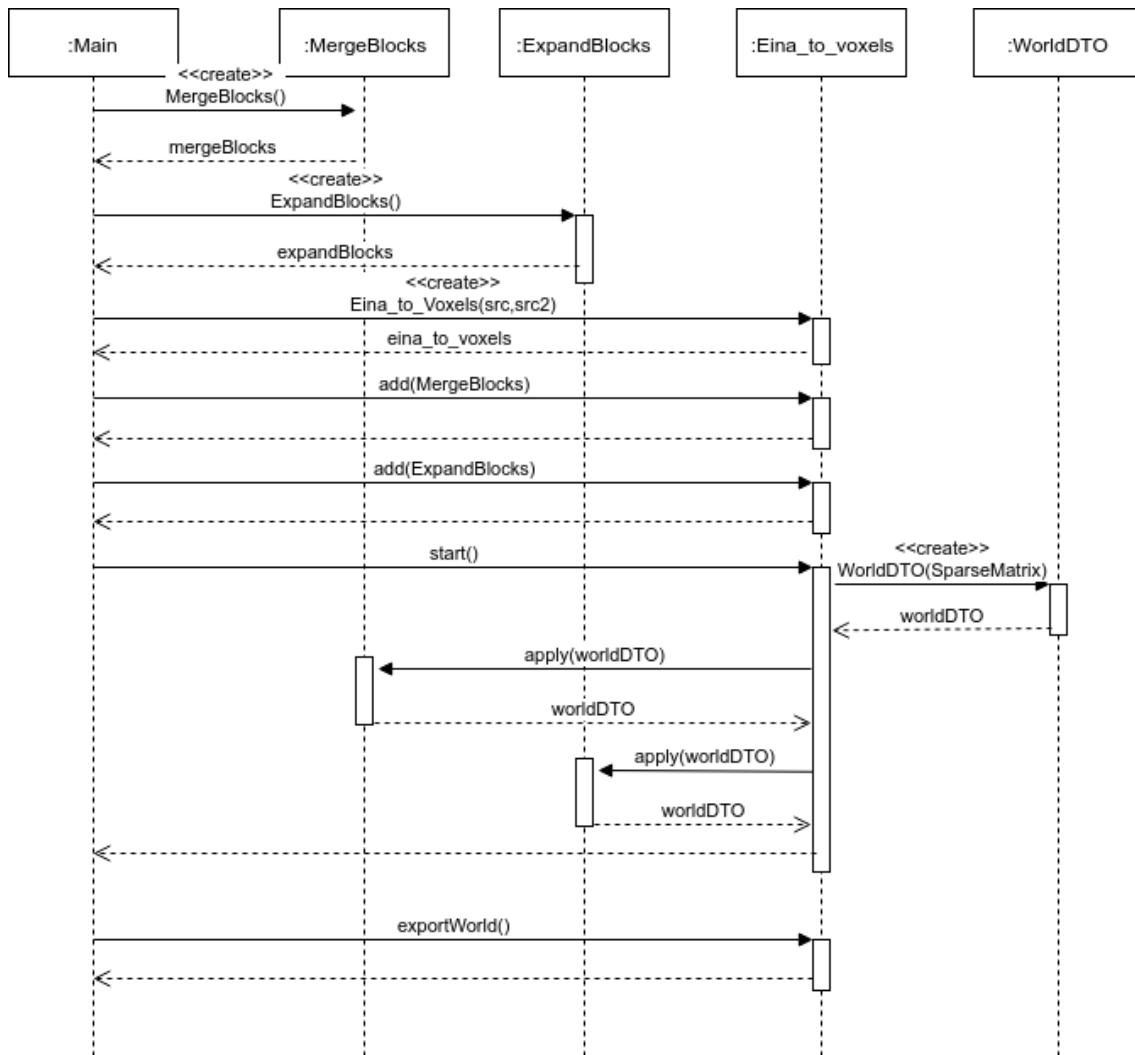 :Main
:MergeBlocks
:ExpandBlocks
:Eina_to_voxels
:WorldDTO
<<create>>
MergeBlocks()
mergeBlocks
<<create>>
ExpandBlocks()
expandBlocks
<<create>>
Eina_to_Voxels(src,src2)
eina_to_voxels
add(MergeBlocks)
add(ExpandBlocks)
start()
<<create>>
WorldDTO(SparseMatrix)
worldDTO
apply(worldDTO)
worldDTO
apply(worldDTO)
worldDTO
exportWorld()